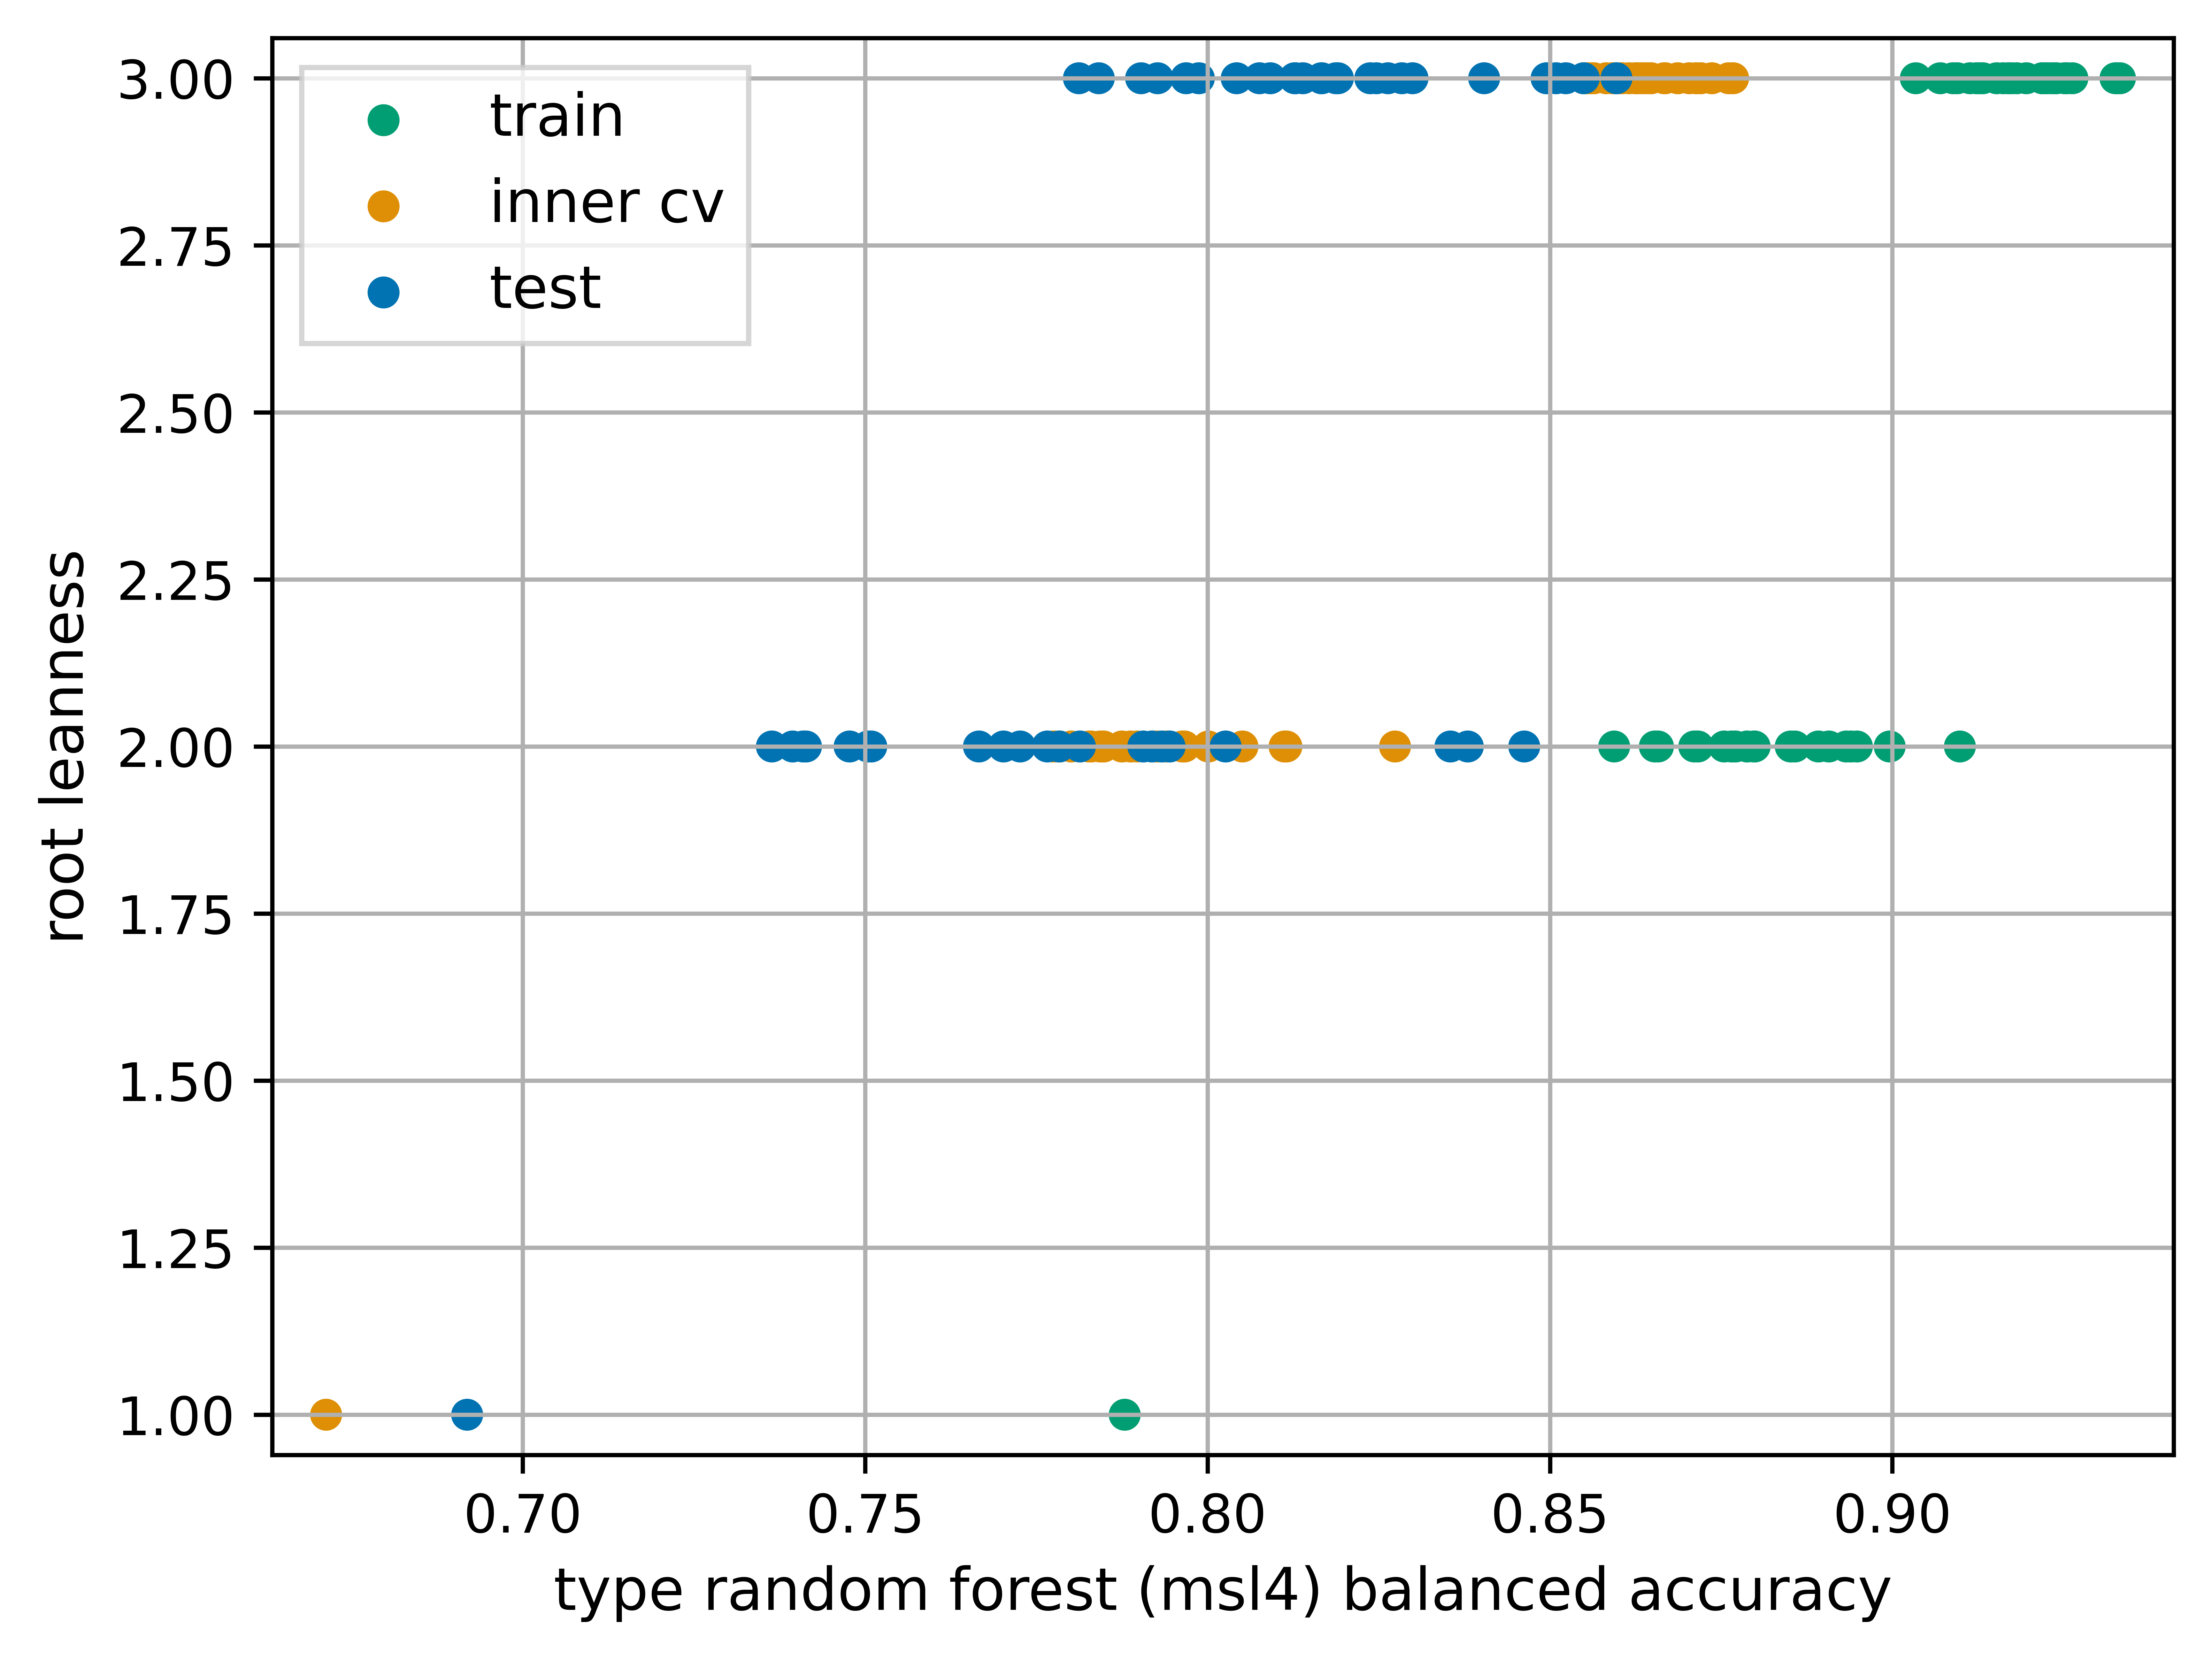 3.00
2.75
2.50
2.25
2.00
1.75
1.50
1.25
1.00
root leanness
train
inner cv
test
0.70 0.75 0.80 0.85 0.90
type random forest (msl4) balanced accuracy